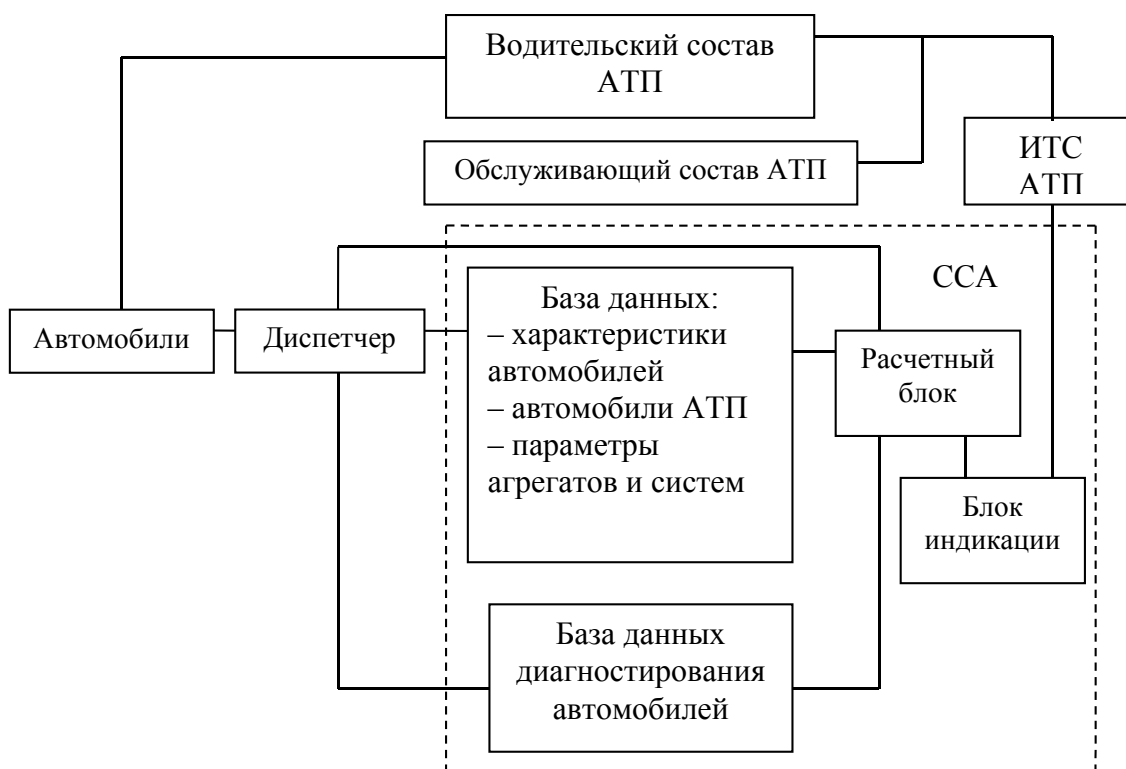 Водительский состав
АТП
Обслуживающий состав АТП
ИТС
АТП
ССА
Автомобили
Диспетчер
База данных:
– характеристики
автомобилей
– автомобили АТП
– параметры
агрегатов и систем
Расчетный
блок
Блок
индикации
База данных
диагностирования
автомобилей